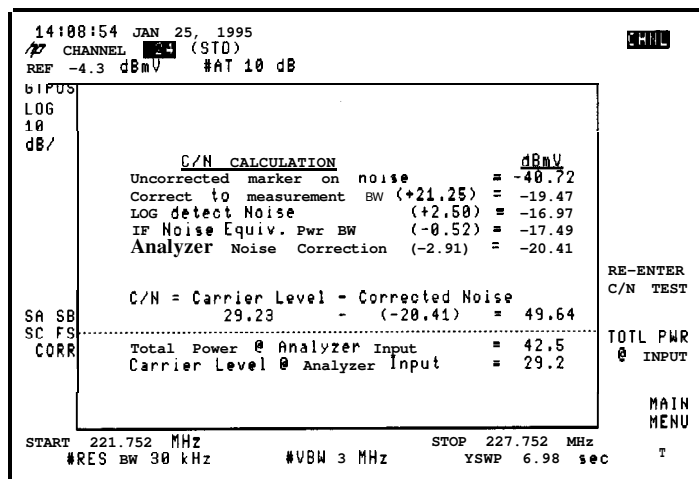 14:08:54 JAN 25, 1995
hp CHANNEL 24 (STD)
CHNL
REF -4.3 dBmV #AT 10 dB
LOG
10
dB/
C/N CALCULATION dBmV
Uncorrected marker on noise = -40.72
Correct to measurement BW (+21.25) = -19.47
LOG detect Noise (+2.50) = -16.97
IF Noise Equiv. Pwr BW (-0.52) = -17.49
Analyzer Noise Correction (-2.91) = -20.41
RE-ENTER
C/N TEST
C/N = Carrier Level - Corrected Noise
29.23 - (-20.41) = 49.64
SA SB
SC FS
CORR
Total Power @ Analyzer Input = 42.5
Carrier Level @ Analyzer Input = 29.2
TOTL PWR
@ INPUT
MAIN
MENU
START 221.752 MHz STOP 227.752 MHz
#RES BW 30 kHz #VBW 3 MHz YSWP 6.98 sec T